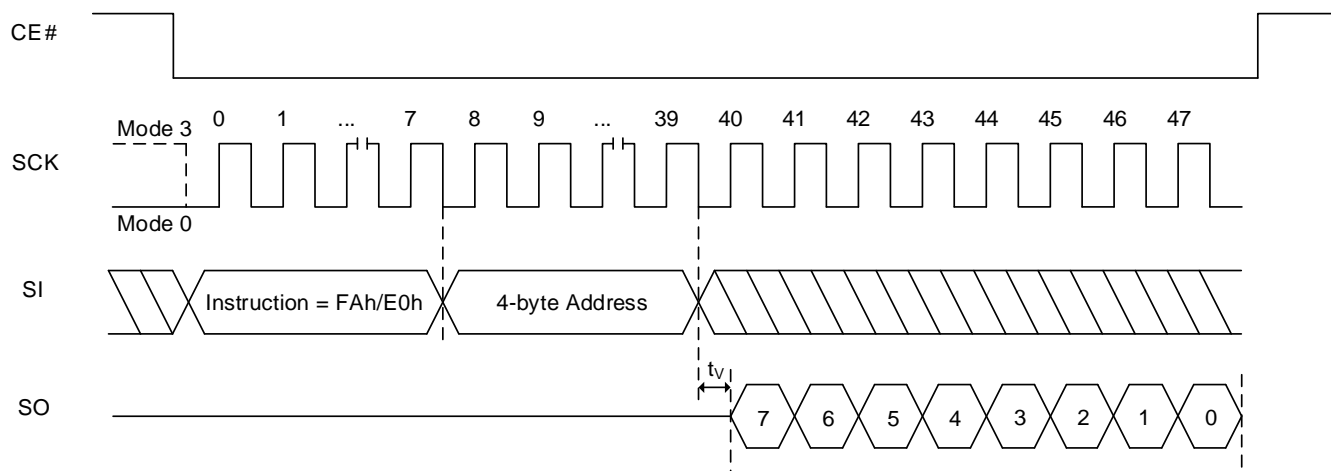 CE#
Mode 3
0 1 ... 7 8 9 ... 39 40 41 42 43 44 45 46 47
SCK
Mode 0
SI
Instruction = FAh/E0h
4-byte Address
tV
SO
7 6 5 4 3 2 1 0